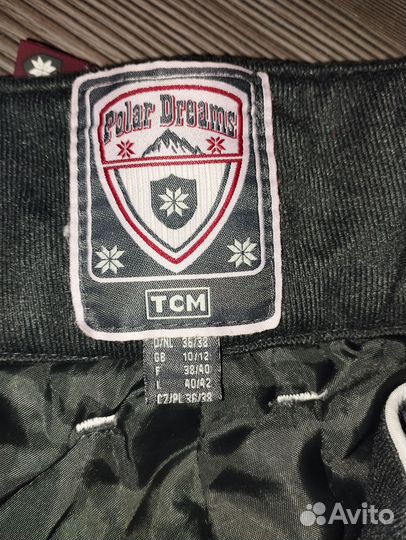 Polar Dreams
TCM
D/NL 36/38
GB 10/12
F 38/40
I 40/42
CZ/PL 36/38
Avito